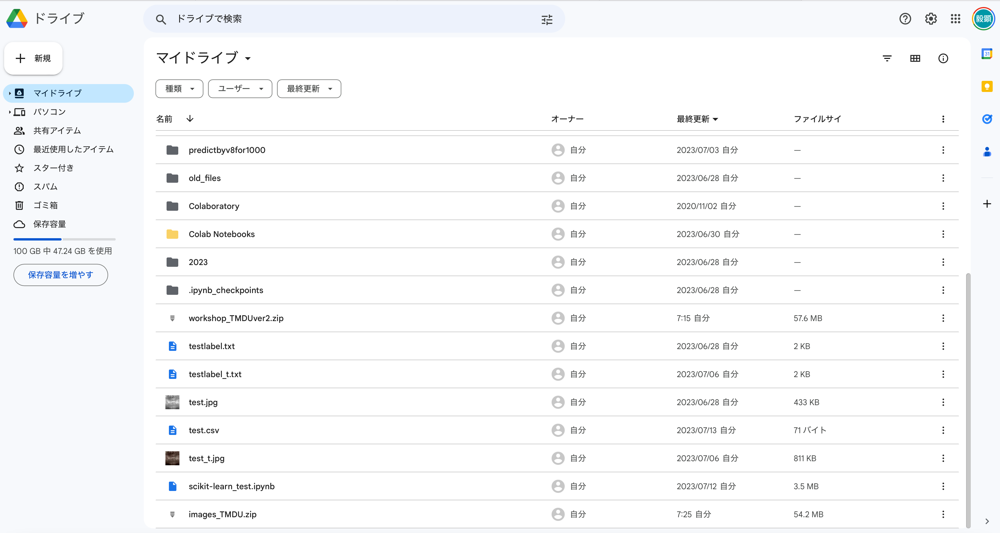 ドライブ
ドライブで検索
毅顕
新規
マイドライブ
パソコン
共有アイテム
最近使用したアイテム
スター付き
スパム
ゴミ箱
保存容量
100 GB 中 47.24 GB を使用
保存容量を増やす
マイドライブ
種類 ユーザー 最終更新
名前 オーナー 最終更新 ファイルサイ
predictbyv8for1000 自分 2023/07/03 自分 —
old_files 自分 2023/06/28 自分 —
Colaboratory 自分 2020/11/02 自分 —
Colab Notebooks 自分 2023/06/30 自分 —
2023 自分 2023/06/28 自分 —
.ipynb_checkpoints 自分 2023/06/28 自分 —
workshop_TMDUver2.zip 自分 7:15 自分 57.6 MB
testlabel.txt 自分 2023/06/28 自分 2 KB
testlabel_t.txt 自分 2023/07/06 自分 2 KB
test.jpg 自分 2023/06/28 自分 433 KB
test.csv 自分 2023/07/13 自分 71 バイト
test_t.jpg 自分 2023/07/06 自分 811 KB
scikit-learn_test.ipynb 自分 2023/07/12 自分 3.5 MB
images_TMDU.zip 自分 7:25 自分 54.2 MB
31